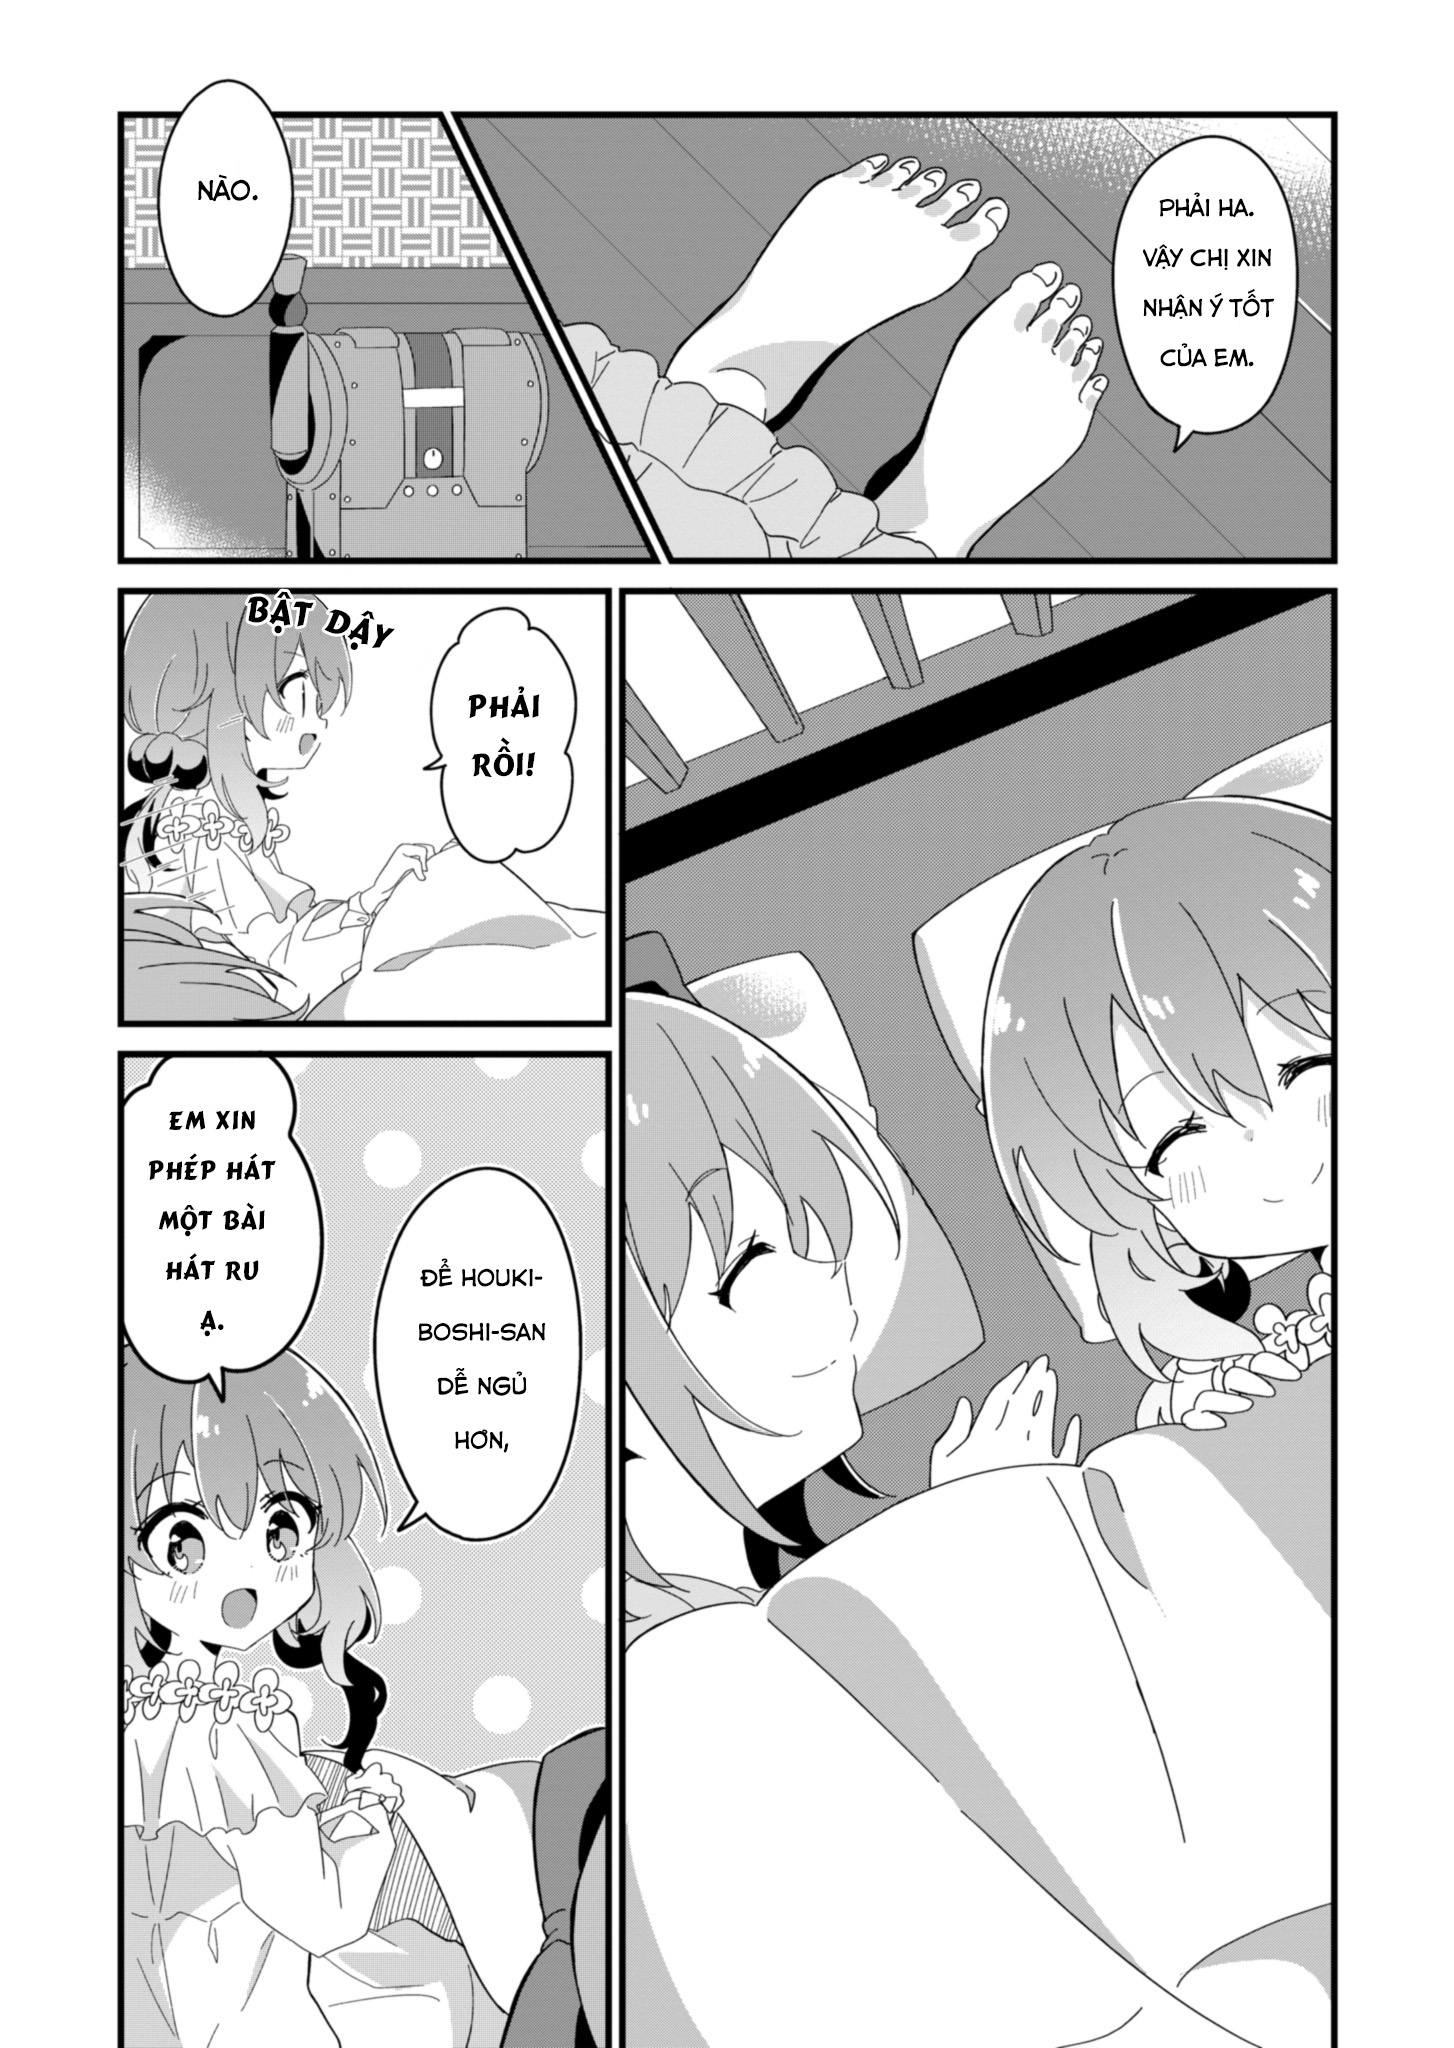 PHẢI HA.
VẬY CHỊ XIN
NHẬN Ý TỐT
CỦA EM.
NÀO.
BẬT DẬY
PHẢI
RỒI!
ĐỂ HOUKI-
BOSHI-SAN
DỄ NGỦ
HƠN,
EM XIN
PHÉP HÁT
MỘT BÀI
HÁT RU
Ạ.